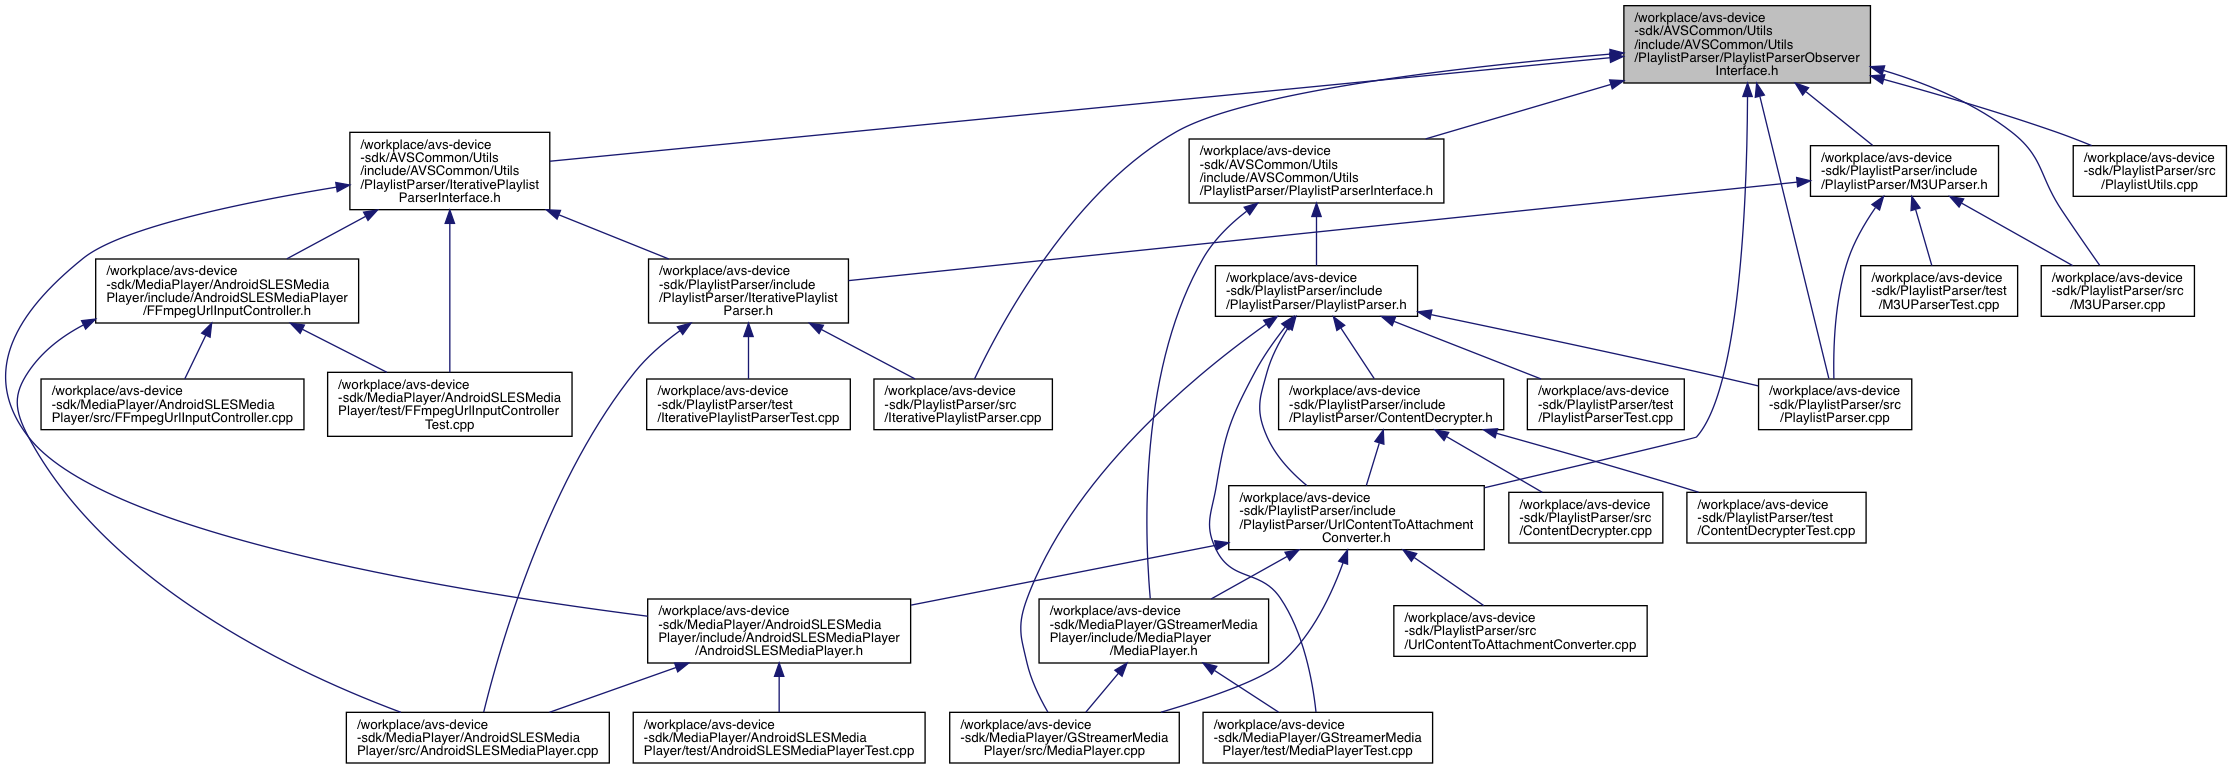 /workplace/avs-device
-sdk/AVSCommon/Utils
/include/AVSCommon/Utils
/PlaylistParser/PlaylistParserObserver
Interface.h
/workplace/avs-device
-sdk/AVSCommon/Utils
/include/AVSCommon/Utils
/PlaylistParser/IterativePlaylist
ParserInterface.h
/workplace/avs-device
-sdk/AVSCommon/Utils
/include/AVSCommon/Utils
/PlaylistParser/PlaylistParserInterface.h
/workplace/avs-device
-sdk/PlaylistParser/include
/PlaylistParser/M3UParser.h
/workplace/avs-device
-sdk/PlaylistParser/src
/PlaylistUtils.cpp
/workplace/avs-device
-sdk/MediaPlayer/AndroidSLESMedia
Player/include/AndroidSLESMediaPlayer
/FFmpegUrlInputController.h
/workplace/avs-device
-sdk/PlaylistParser/include
/PlaylistParser/IterativePlaylist
Parser.h
/workplace/avs-device
-sdk/PlaylistParser/include
/PlaylistParser/PlaylistParser.h
/workplace/avs-device
-sdk/PlaylistParser/test
/M3UParserTest.cpp
/workplace/avs-device
-sdk/PlaylistParser/src
/M3UParser.cpp
/workplace/avs-device
-sdk/MediaPlayer/AndroidSLESMedia
Player/src/FFmpegUrlInputController.cpp
/workplace/avs-device
-sdk/MediaPlayer/AndroidSLESMedia
Player/test/FFmpegUrlInputController
Test.cpp
/workplace/avs-device
-sdk/PlaylistParser/test
/IterativePlaylistParserTest.cpp
/workplace/avs-device
-sdk/PlaylistParser/src
/IterativePlaylistParser.cpp
/workplace/avs-device
-sdk/PlaylistParser/include
/PlaylistParser/ContentDecrypter.h
/workplace/avs-device
-sdk/PlaylistParser/test
/PlaylistParserTest.cpp
/workplace/avs-device
-sdk/PlaylistParser/src
/PlaylistParser.cpp
/workplace/avs-device
-sdk/PlaylistParser/include
/PlaylistParser/UrlContentToAttachment
Converter.h
/workplace/avs-device
-sdk/PlaylistParser/src
/ContentDecrypter.cpp
/workplace/avs-device
-sdk/PlaylistParser/test
/ContentDecrypterTest.cpp
/workplace/avs-device
-sdk/MediaPlayer/AndroidSLESMedia
Player/include/AndroidSLESMediaPlayer
/AndroidSLESMediaPlayer.h
/workplace/avs-device
-sdk/MediaPlayer/GStreamerMedia
Player/include/MediaPlayer
/MediaPlayer.h
/workplace/avs-device
-sdk/PlaylistParser/src
/UrlContentToAttachmentConverter.cpp
/workplace/avs-device
-sdk/MediaPlayer/AndroidSLESMedia
Player/src/AndroidSLESMediaPlayer.cpp
/workplace/avs-device
-sdk/MediaPlayer/AndroidSLESMedia
Player/test/AndroidSLESMediaPlayerTest.cpp
/workplace/avs-device
-sdk/MediaPlayer/GStreamerMedia
Player/src/MediaPlayer.cpp
/workplace/avs-device
-sdk/MediaPlayer/GStreamerMedia
Player/test/MediaPlayerTest.cpp